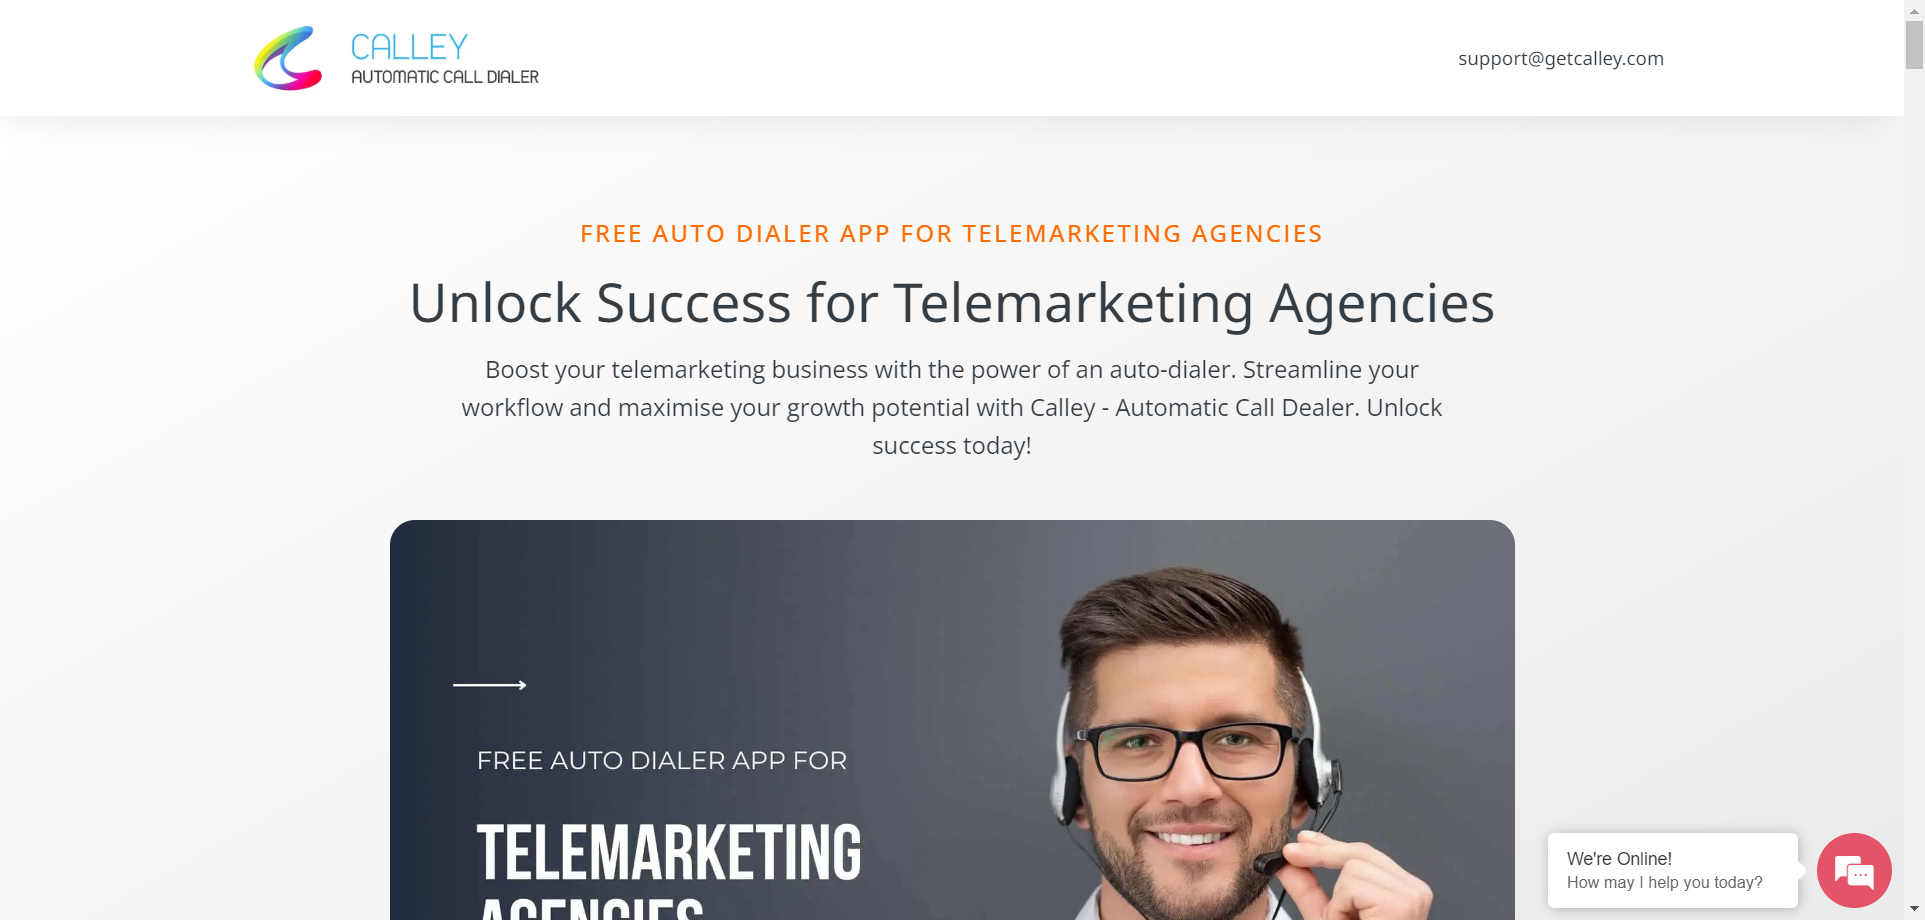 CALLEY
AUTOMATIC CALL DIALER
support@getcalley.com
FREE AUTO DIALER APP FOR TELEMARKETING AGENCIES
Unlock Success for Telemarketing Agencies
Boost your telemarketing business with the power of an auto-dialer. Streamline your
workflow and maximise your growth potential with Calley - Automatic Call Dealer. Unlock
success today!
FREE AUTO DIALER APP FOR
TELEMARKETING
AGENCIES
We're Online!
How may I help you today?